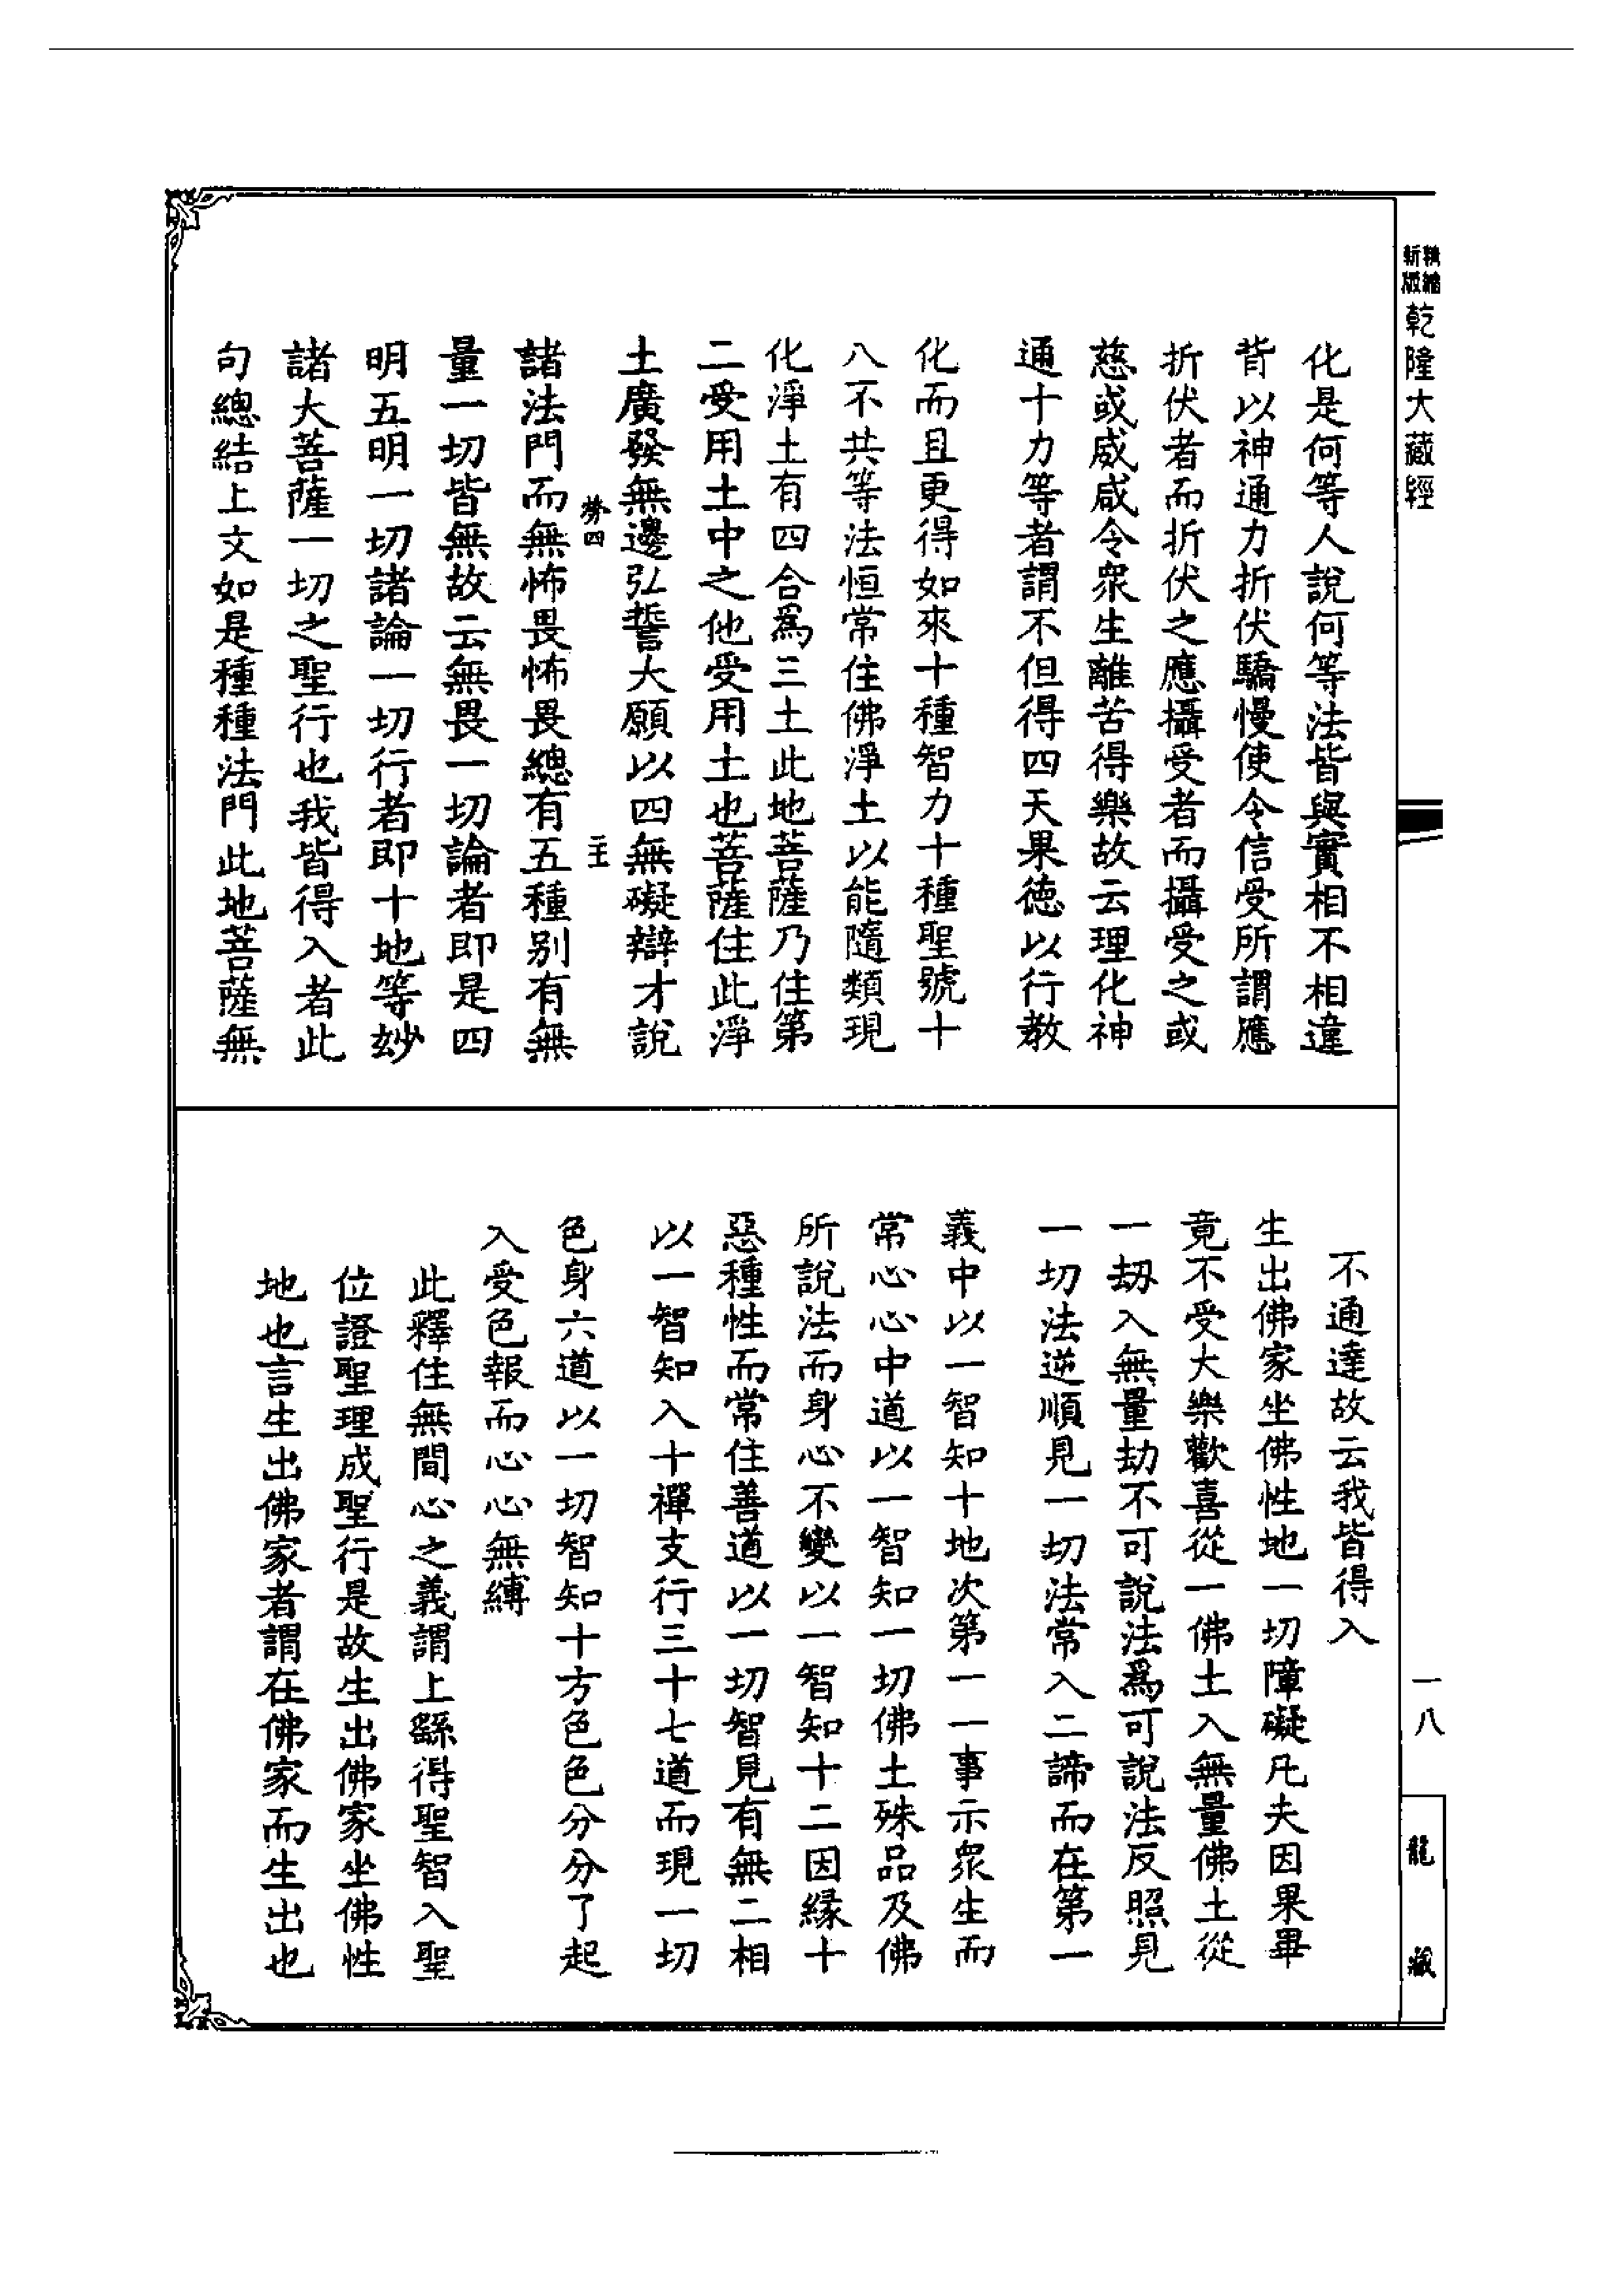 精縮
新版
乾隆大藏經
化是何等人說何等法皆與實相不相違
背以神通力折伏驕慢使令信受所謂應
折伏者而折伏之應攝受者而攝受之或
慈或威咸令眾生離苦得樂故云理化神
通十力等者謂不但得四天果德以行教
化而且更得如來十種智力十種聖號十
八不共等法恒常住佛淨土以能隨類現
化淨土有四合為三土此地菩薩乃住第
二受用土中之他受用土也菩薩住此淨
土廣發無邊弘誓大願以四無礙辯才說
勞四
諸法門而無怖畏怖畏總有五種別有無
量一切皆無故云無畏一切論者即是四
明五明一切諸論一切行者即十地等妙
諸大菩薩一切之聖行也我皆得入者此
句總結上文如是種種法門此地菩薩無
不通達故云我皆得入
生出佛家坐佛性地一切障礙凡夫因果畢
竟不受大樂歡喜從一佛土入無量佛土從
一劫入無量劫不可說法為可說法反照見
一切法逆順見一切法常入二諦而在第一
義中以一智知十地次第一一事示眾生而
常心心中道以一智知一切佛土殊品及佛
所說法而身心不變以一智知十二因緣十
惡種性而常住善道以一切智見有無二相
以一智知入十禪支行三十七道而現一切
色身六道以一切智知十方色色分分了起
入受色報而心心無縛
此釋住無間心之義謂上繇得聖智入聖
位證聖理成聖行是故生出佛家坐佛性
地也言生出佛家者謂在佛家而生出也
一八
龍藏